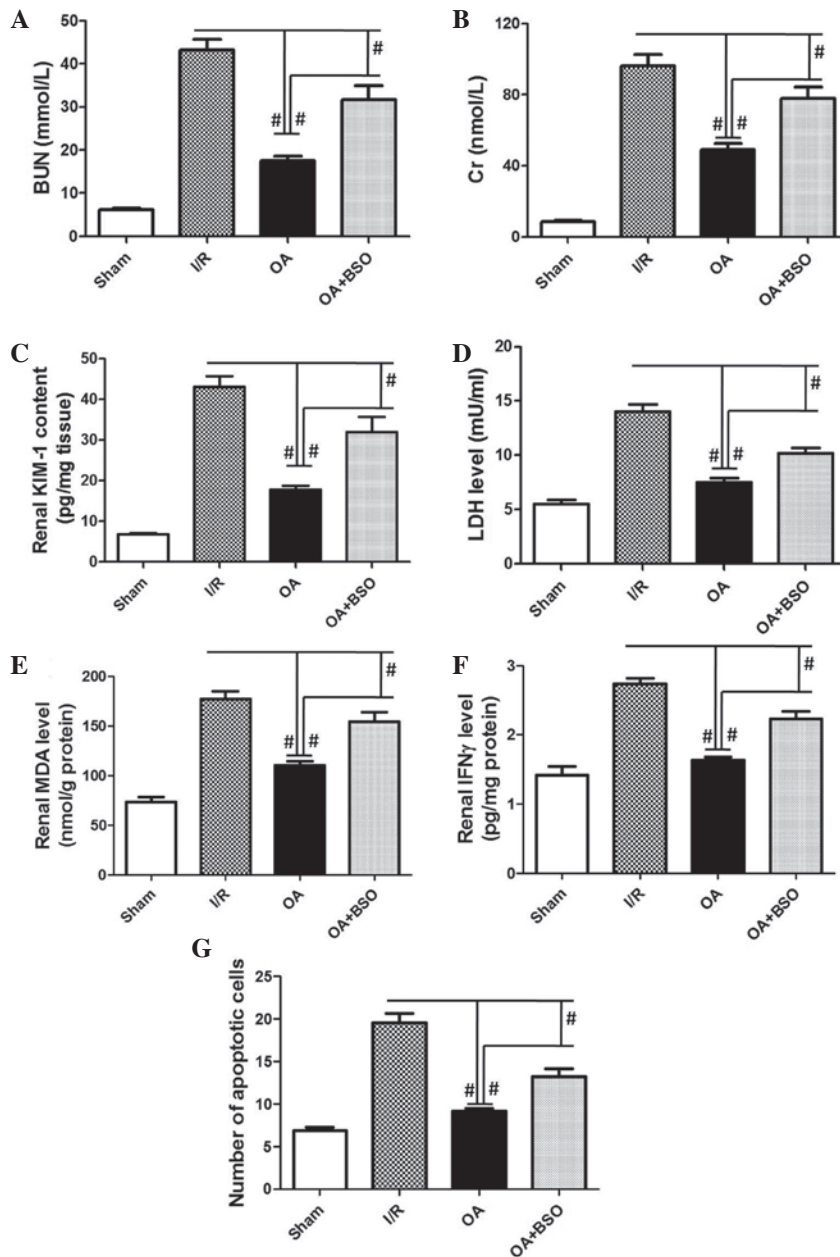 A
BUN (mmol/L)
50
40
30
20
10
0
#
# #
Sham
I/R
OA
OA+BSO
B
Cr (nmol/L)
120
80
40
0
#
# #
Sham
I/R
OA
OA+BSO
C
Renal KIM-1 content
(pg/mg tissue)
50
40
30
20
10
0
#
# #
Sham
I/R
OA
OA+BSO
D
LDH level (mU/ml)
20
15
10
5
0
#
# #
Sham
I/R
OA
OA+BSO
E
Renal MDA level
(nmol/g protein)
200
150
100
50
0
#
# #
Sham
I/R
OA
OA+BSO
F
Renal IFNγ level
(pg/mg protein)
3
2
1
0
#
# #
Sham
I/R
OA
OA+BSO
G
Number of apoptotic cells
25
20
15
10
5
0
#
# #
Sham
I/R
OA
OA+BSO